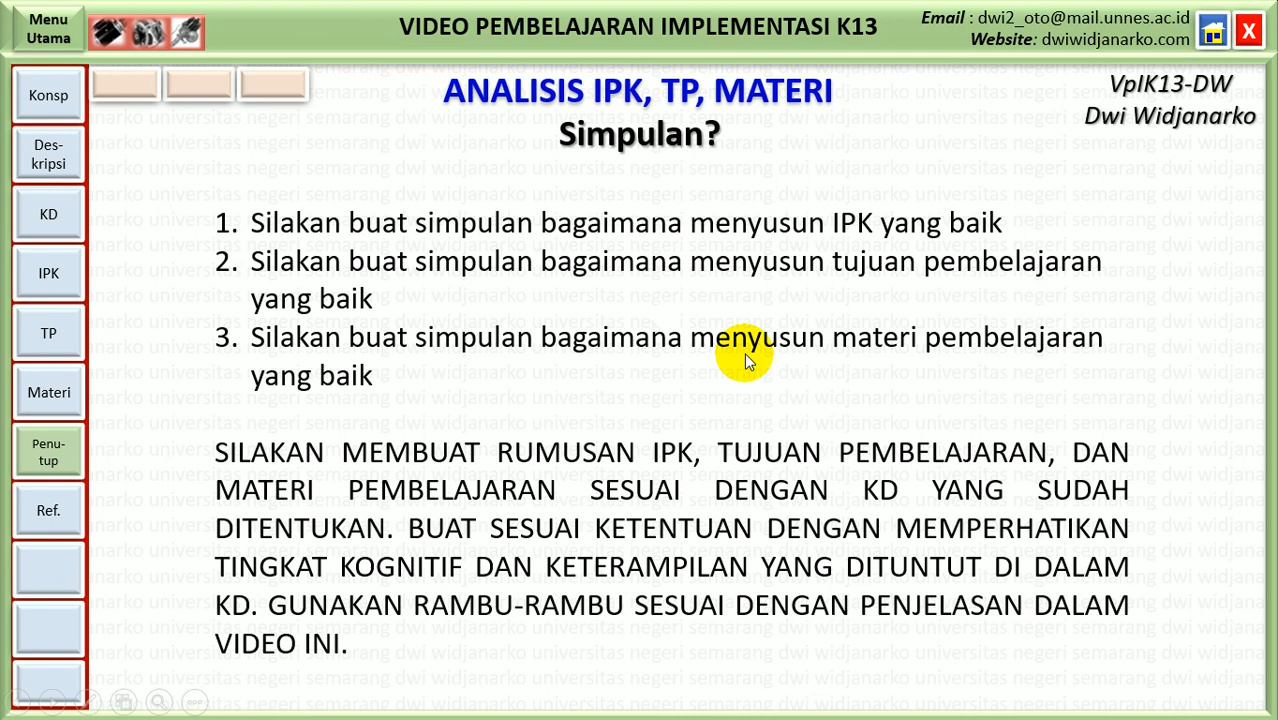 Menu
Utama
VIDEO PEMBELAJARAN IMPLEMENTASI K13
Email : dwi2_oto@mail.unnes.ac.id
Website: dwiwidjanarko.com
X
Konsp
Des-
kripsi
KD
IPK
TP
Materi
Penu-
tup
Ref.
ANALISIS IPK, TP, MATERI
Simpulan?
VpIK13-DW
Dwi Widjanarko
1. Silakan buat simpulan bagaimana menyusun IPK yang baik
2. Silakan buat simpulan bagaimana menyusun tujuan pembelajaran
yang baik
3. Silakan buat simpulan bagaimana menyusun materi pembelajaran
yang baik
SILAKAN MEMBUAT RUMUSAN IPK, TUJUAN PEMBELAJARAN, DAN
MATERI PEMBELAJARAN SESUAI DENGAN KD YANG SUDAH
DITENTUKAN. BUAT SESUAI KETENTUAN DENGAN MEMPERHATIKAN
TINGKAT KOGNITIF DAN KETERAMPILAN YANG DITUNTUT DI DALAM
KD. GUNAKAN RAMBU-RAMBU SESUAI DENGAN PENJELASAN DALAM
VIDEO INI.